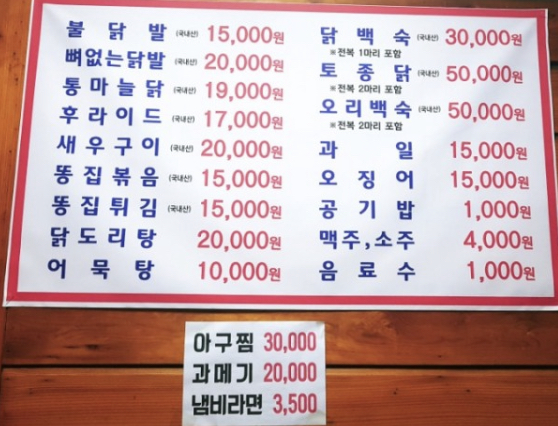 불닭발 (국내산) 15,000원
뼈없는닭발 (국내산) 20,000원
통마늘닭 (국내산) 19,000원
후라이드 (국내산) 17,000원
새우구이 (국내산) 20,000원
똥집볶음 (국내산) 15,000원
똥집튀김 (국내산) 15,000원
닭도리탕 20,000원
어묵탕 10,000원
닭백숙 (국내산) 30,000원
※전복 1마리 포함
토종닭 (국내산) 50,000원
※전복 2마리 포함
오리백숙 (국내산) 50,000원
※전복 2마리 포함
과일 15,000원
오징어 15,000원
공기밥 1,000원
맥주,소주 4,000원
음료수 1,000원
아구찜 30,000
과메기 20,000
냄비라면 3,500